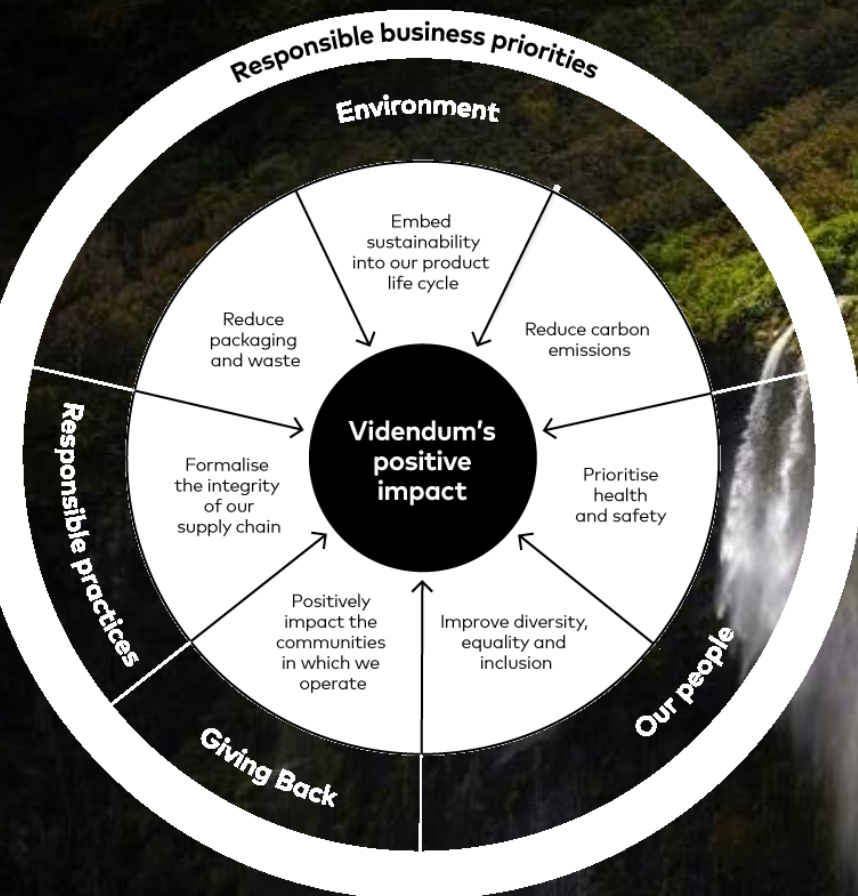 Responsible business priorities
Environment
Embed
sustainability
into our product
life cycle
Reduce
packaging
and waste
Reduce carbon
emissions
Videndum's
positive
impact
Formalise
the integrity
of our
supply chain
Prioritise
health
and safety
Positively
impact the
communities
in which we
operate
Improve diversity,
equality and
inclusion
Responsible practices
Our people
Giving Back